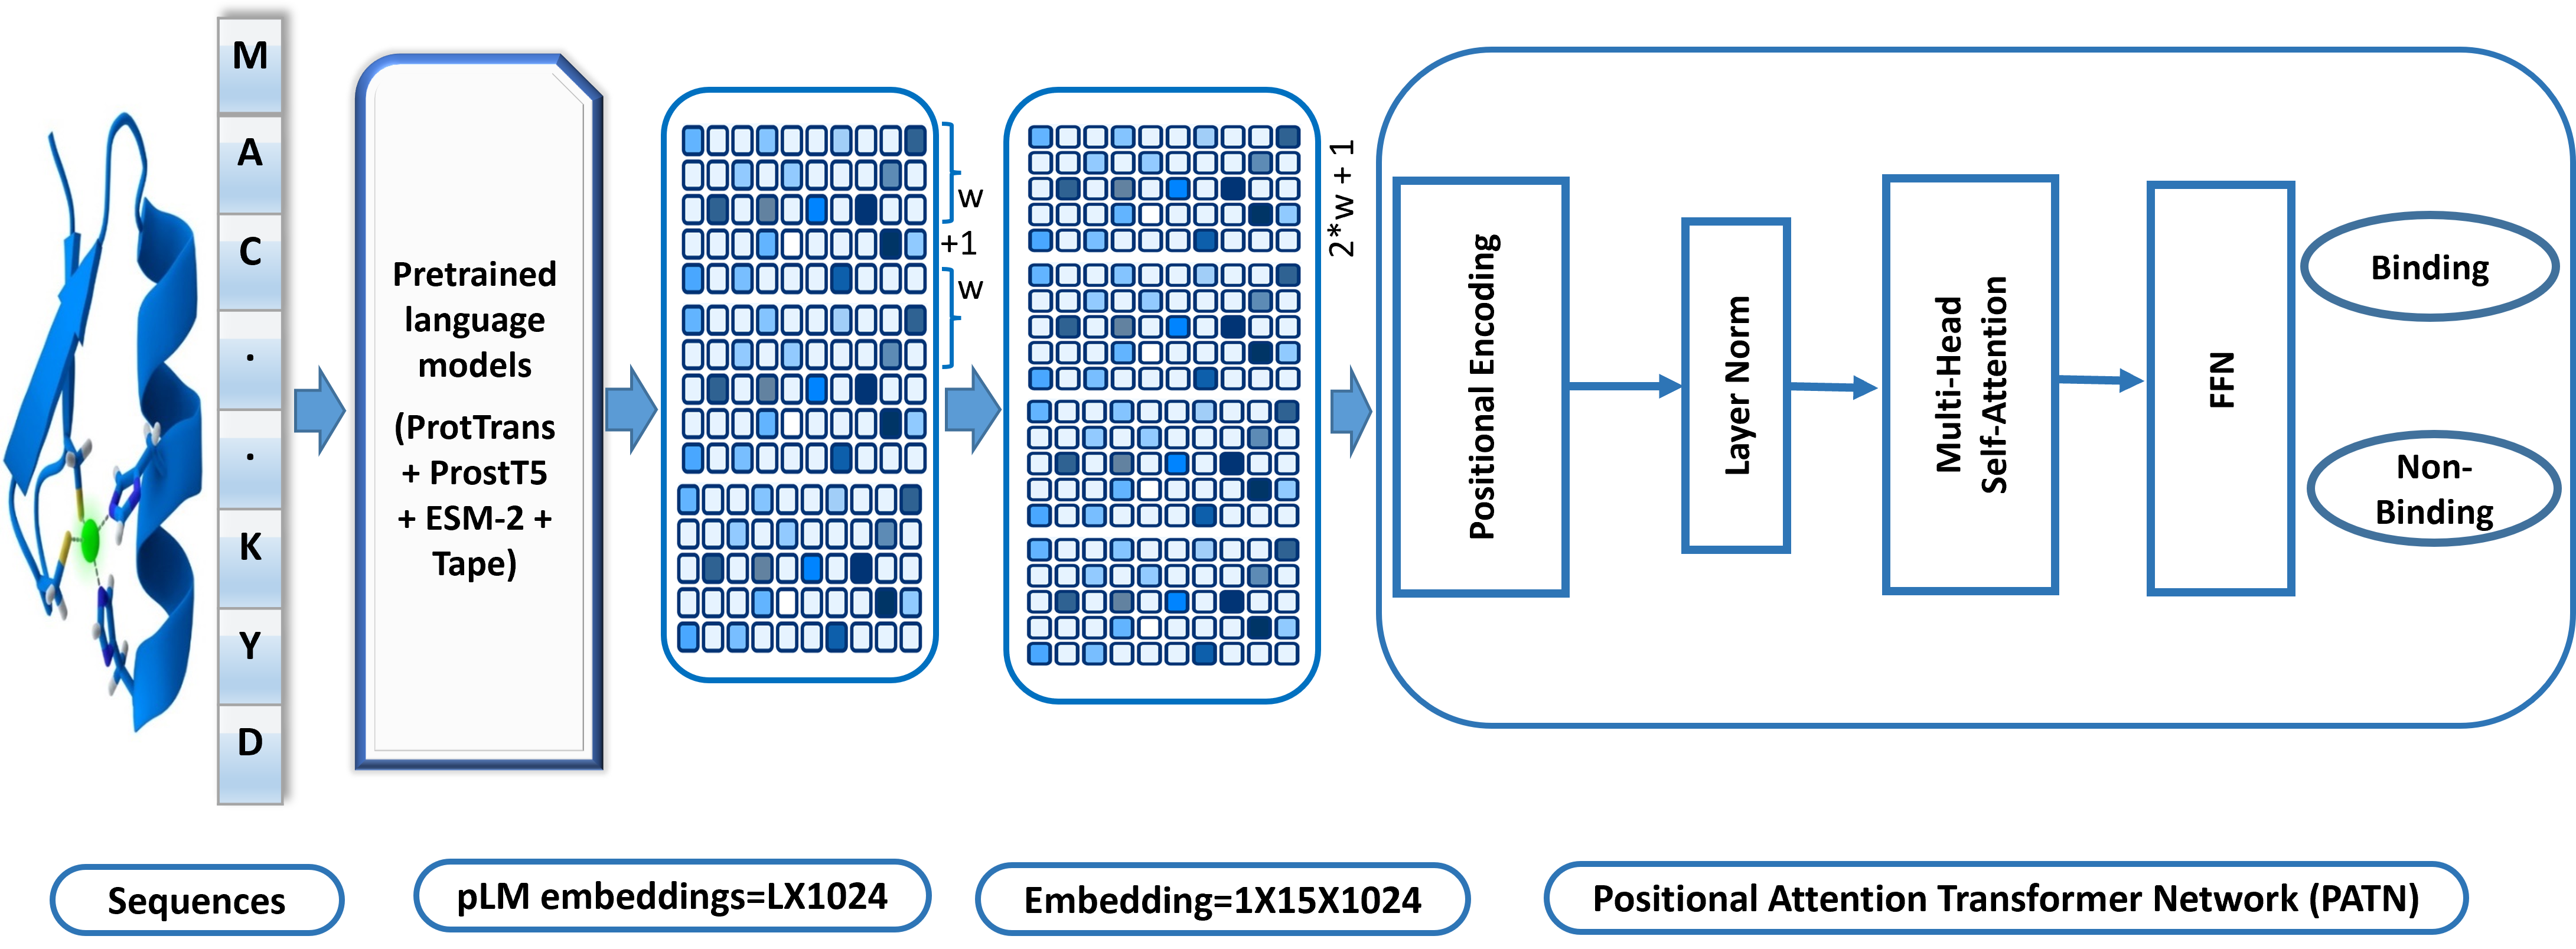 M
A
C
.
.
K
Y
D
Pretrained
language
models
(ProtTrans
+ ProstT5
+ ESM-2 +
Tape)
w
+1
w
2*w + 1
Positional Encoding
Layer Norm
Multi-Head
Self-Attention
FFN
Binding
Non-
Binding
Sequences
pLM embeddings=LX1024
Embedding=1X15X1024
Positional Attention Transformer Network (PATN)